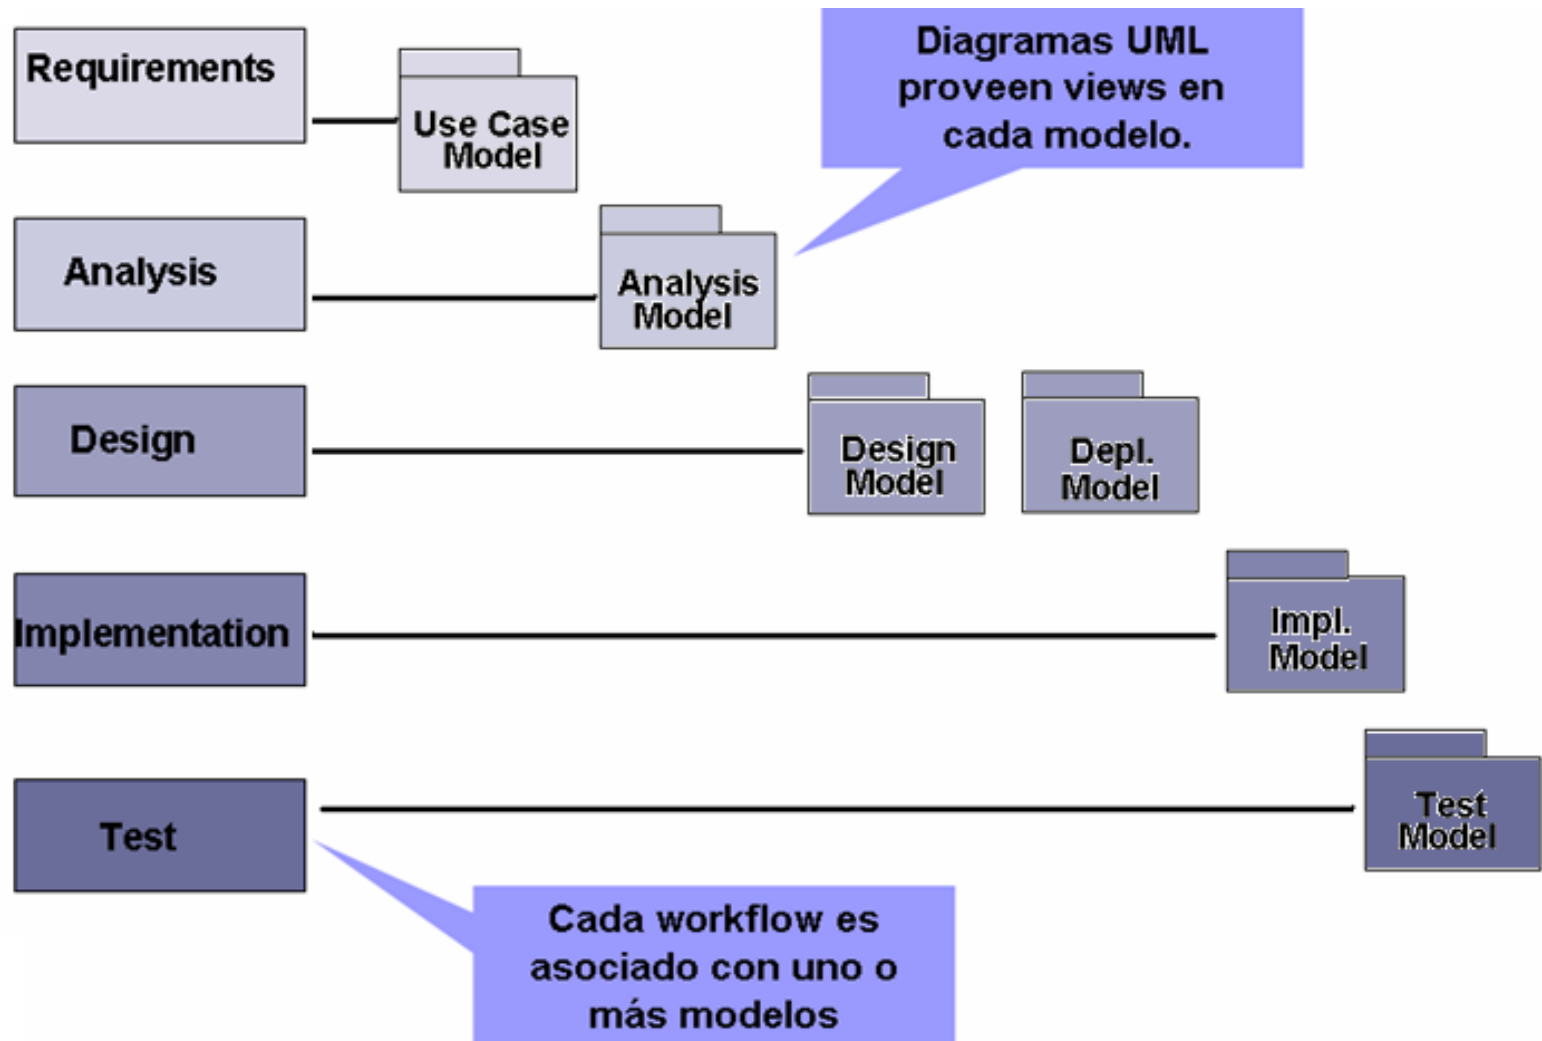 Requirements
Use Case
Model
Diagramas UML
proveen views en
cada modelo.
Analysis
Analysis
Model
Design
Design
Model
Depl.
Model
Implementation
Impl.
Model
Test
Test
Model
Cada workflow es
asociado con uno o
más modelos